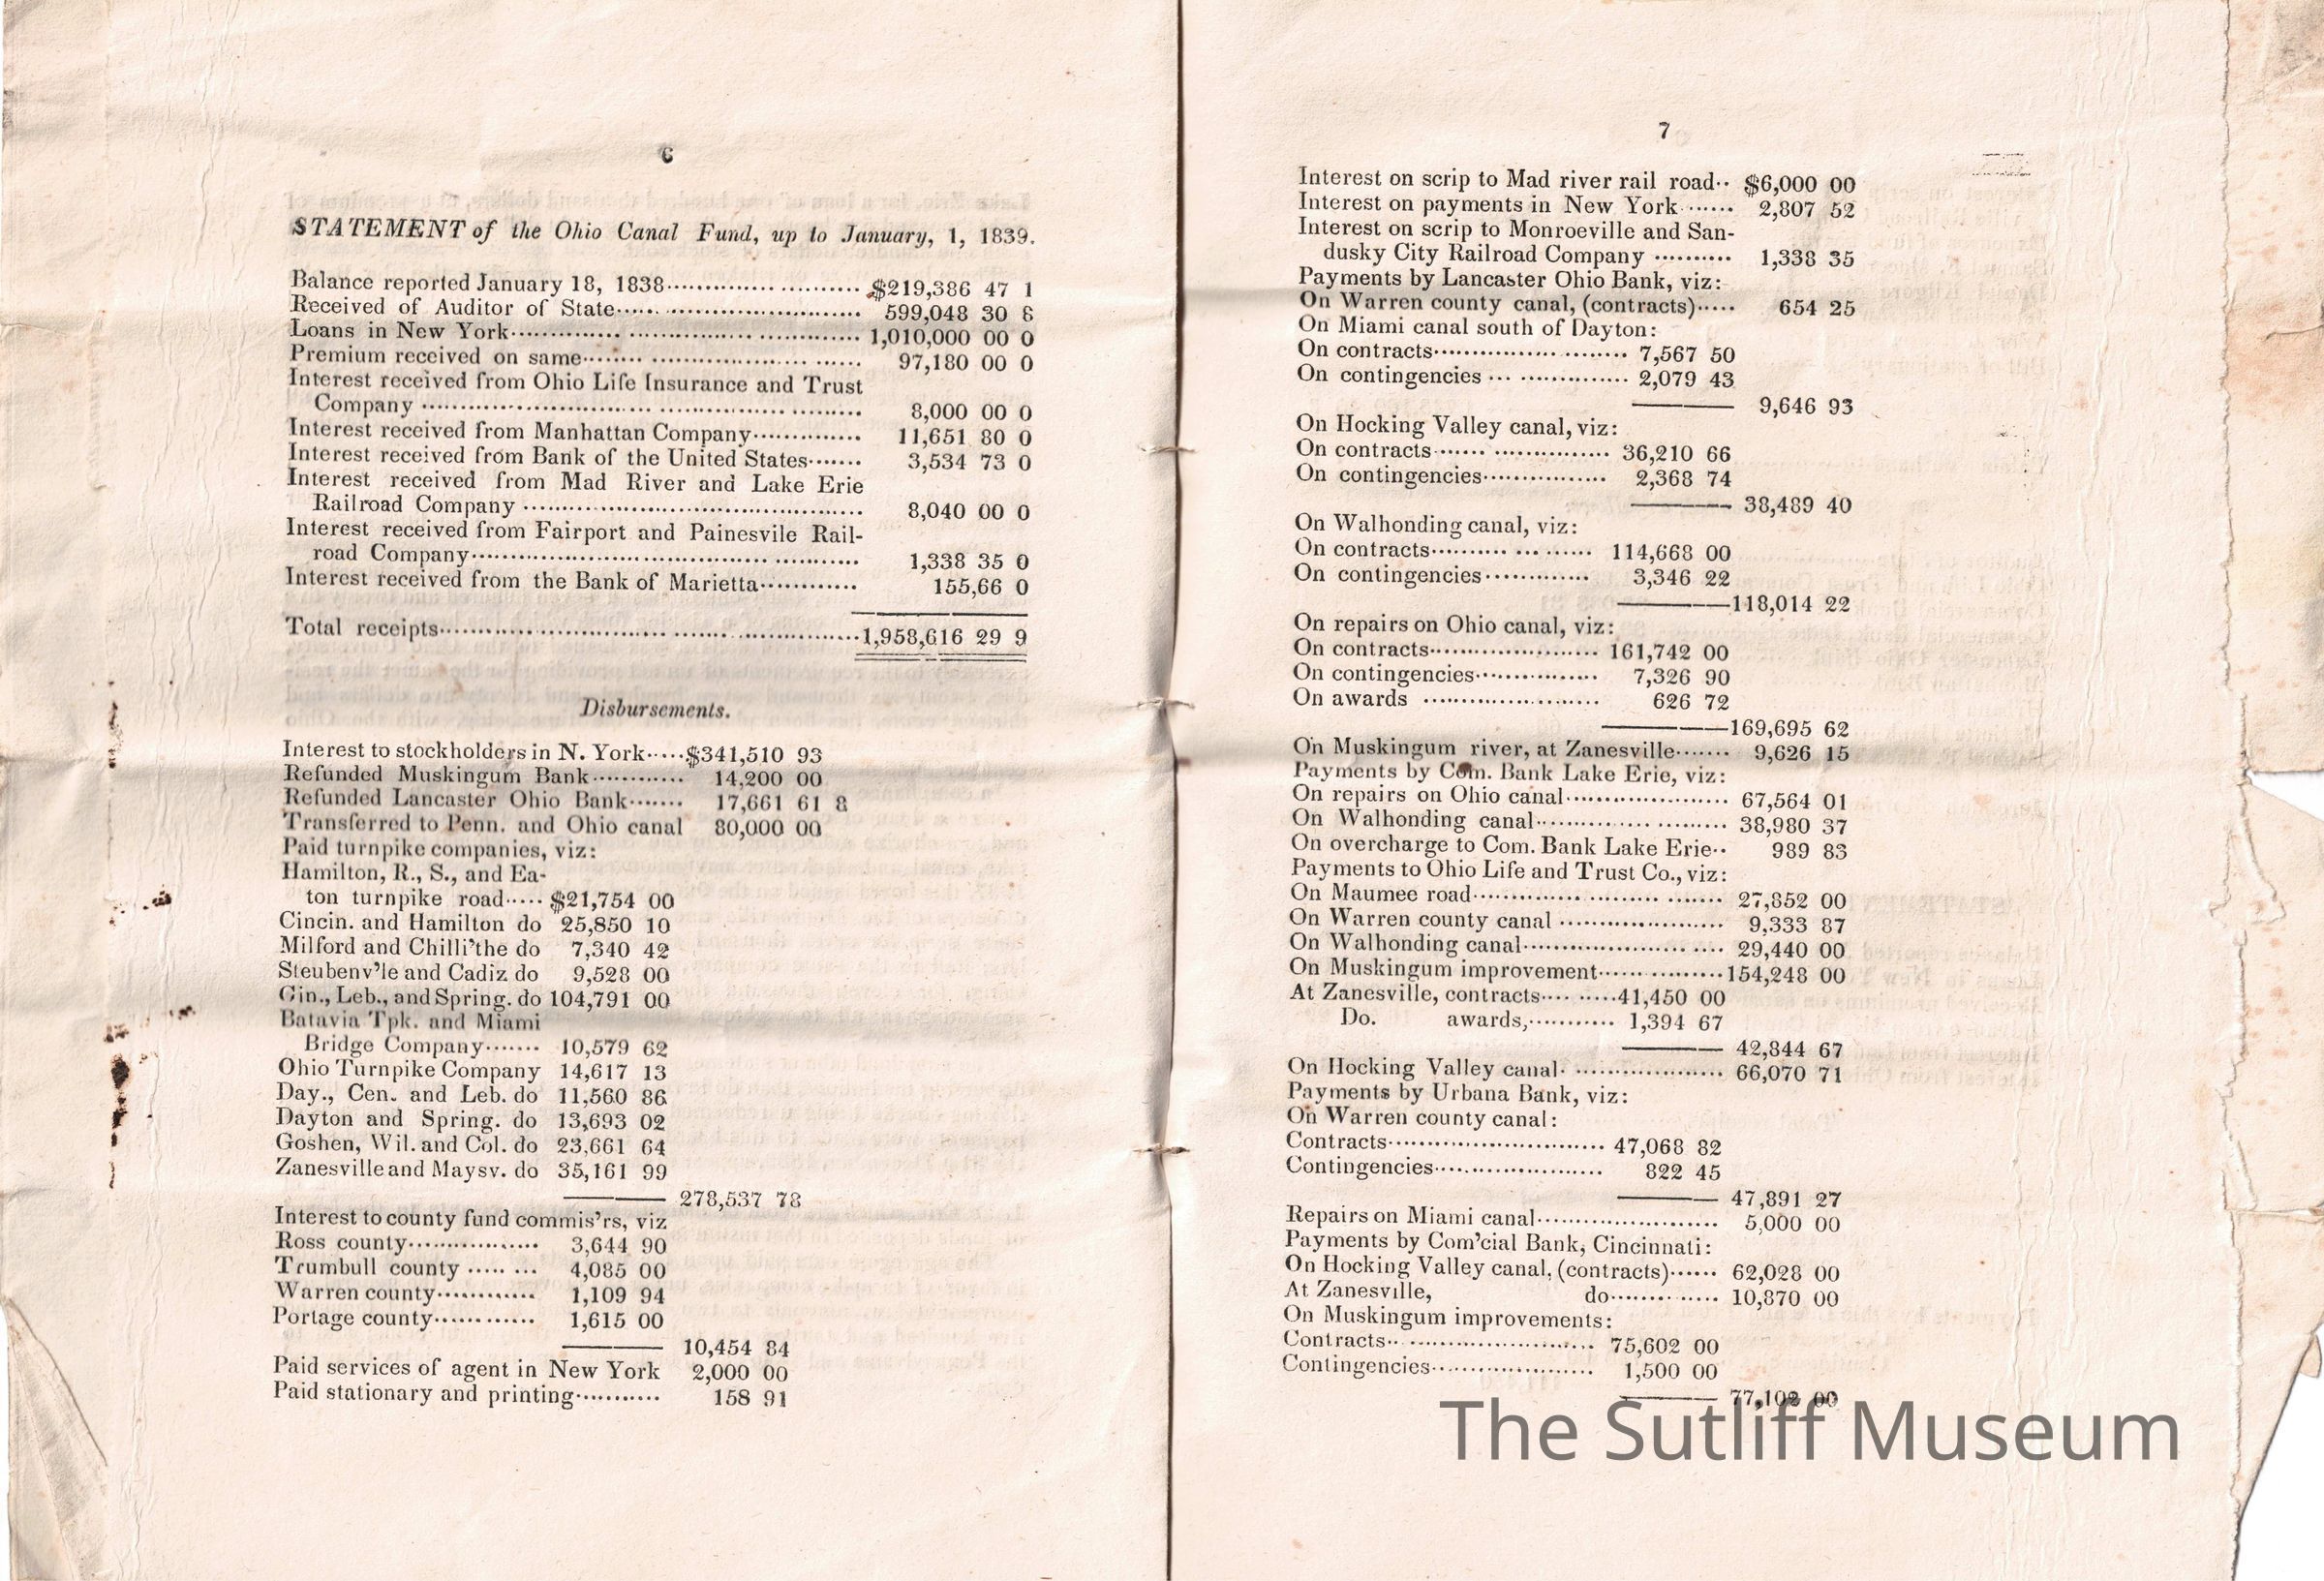 6
STATEMENT of the Ohio Canal Fund, up to January, 1, 1839.
Balance reported January 18, 1838 $219,386 47 1
Received of Auditor of State 599,048 30 8
Loans in New York 1,010,000 00 0
Premium received on same 97,180 00 0
Interest received from Ohio Life Insurance and Trust
Company 8,000 00 0
Interest received from Manhattan Company 11,651 80 0
Interest received from Bank of the United States 3,534 73 0
Interest received from Mad River and Lake Erie
Railroad Company 8,040 00 0
Interest received from Fairport and Painesvile Rail-
road Company 1,338 35 0
Interest received from the Bank of Marietta 155,66 0
Total receipts 1,958,616 29 9
Disbursements.
Interest to stockholders in N. York $341,510 93
Refunded Muskingum Bank 14,200 00
Refunded Lancaster Ohio Bank 17,661 61 8
Transferred to Penn. and Ohio canal 80,000 00
Paid turnpike companies, viz:
Hamilton, R., S., and Ea-
ton turnpike road $21,754 00
Cincin. and Hamilton do 25,850 10
Milford and Chilli'the do 7,340 42
Steubenv'le and Cadiz do 9,528 00
Cin., Leb., and Spring. do 104,791 00
Batavia Tpk. and Miami
Bridge Company 10,579 62
Ohio Turnpike Company 14,617 13
Day., Cen. and Leb. do 11,560 86
Dayton and Spring. do 13,693 02
Goshen, Wil. and Col. do 23,661 64
Zanesville and Maysv. do 35,161 99
278,537 78
Interest to county fund commis'rs, viz
Ross county 3,644 90
Trumbull county 4,085 00
Warren county 1,109 94
Portage county 1,615 00
10,454 84
Paid services of agent in New York 2,000 00
Paid stationary and printing 158 91
7
Interest on scrip to Mad river rail road $6,000 00
Interest on payments in New York 2,807 52
Interest on scrip to Monroeville and San-
dusky City Railroad Company 1,338 35
Payments by Lancaster Ohio Bank, viz:
On Warren county canal, (contracts) 654 25
On Miami canal south of Dayton:
On contracts 7,567 50
On contingencies 2,079 43
9,646 93
On Hocking Valley canal, viz:
On contracts 36,210 66
On contingencies 2,368 74
38,489 40
On Walhonding canal, viz:
On contracts 114,668 00
On contingencies 3,346 22
118,014 22
On repairs on Ohio canal, viz:
On contracts 161,742 00
On contingencies 7,326 90
On awards 626 72
169,695 62
On Muskingum river, at Zanesville 9,626 15
Payments by Com. Bank Lake Erie, viz:
On repairs on Ohio canal 67,564 01
On Walhonding canal 38,980 37
On overcharge to Com. Bank Lake Erie 989 83
Payments to Ohio Life and Trust Co., viz:
On Maumee road 27,852 00
On Warren county canal 9,333 87
On Walhonding canal 29,440 00
On Muskingum improvement 154,248 00
At Zanesville, contracts 41,450 00
Do. awards, 1,394 67
42,844 67
On Hocking Valley canal 66,070 71
Payments by Urbana Bank, viz:
On Warren county canal:
Contracts 47,068 82
Contingencies 822 45
47,891 27
Repairs on Miami canal 5,000 00
Payments by Com'cial Bank, Cincinnati:
On Hocking Valley canal, (contracts) 62,028 00
At Zanesville, do 10,870 00
On Muskingum improvements:
Contracts 75,602 00
Contingencies 1,500 00
77,102 00
The Sutliff Museum